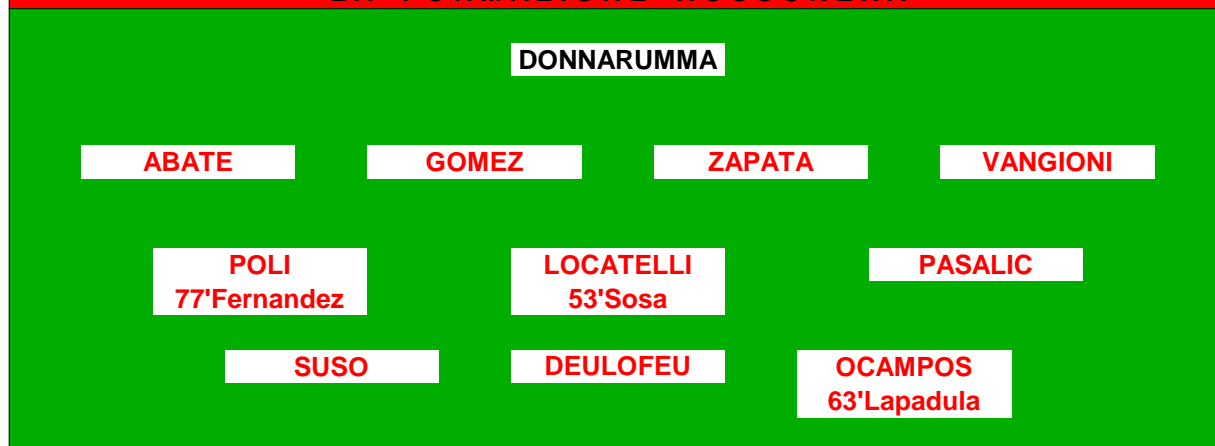 DONNARUMMA
ABATE GOMEZ ZAPATA VANGIONI
POLI LOCATELLI PASALIC
77'Fernandez 53'Sosa
SUSO DEULOFEU OCAMPOS
63'Lapadula